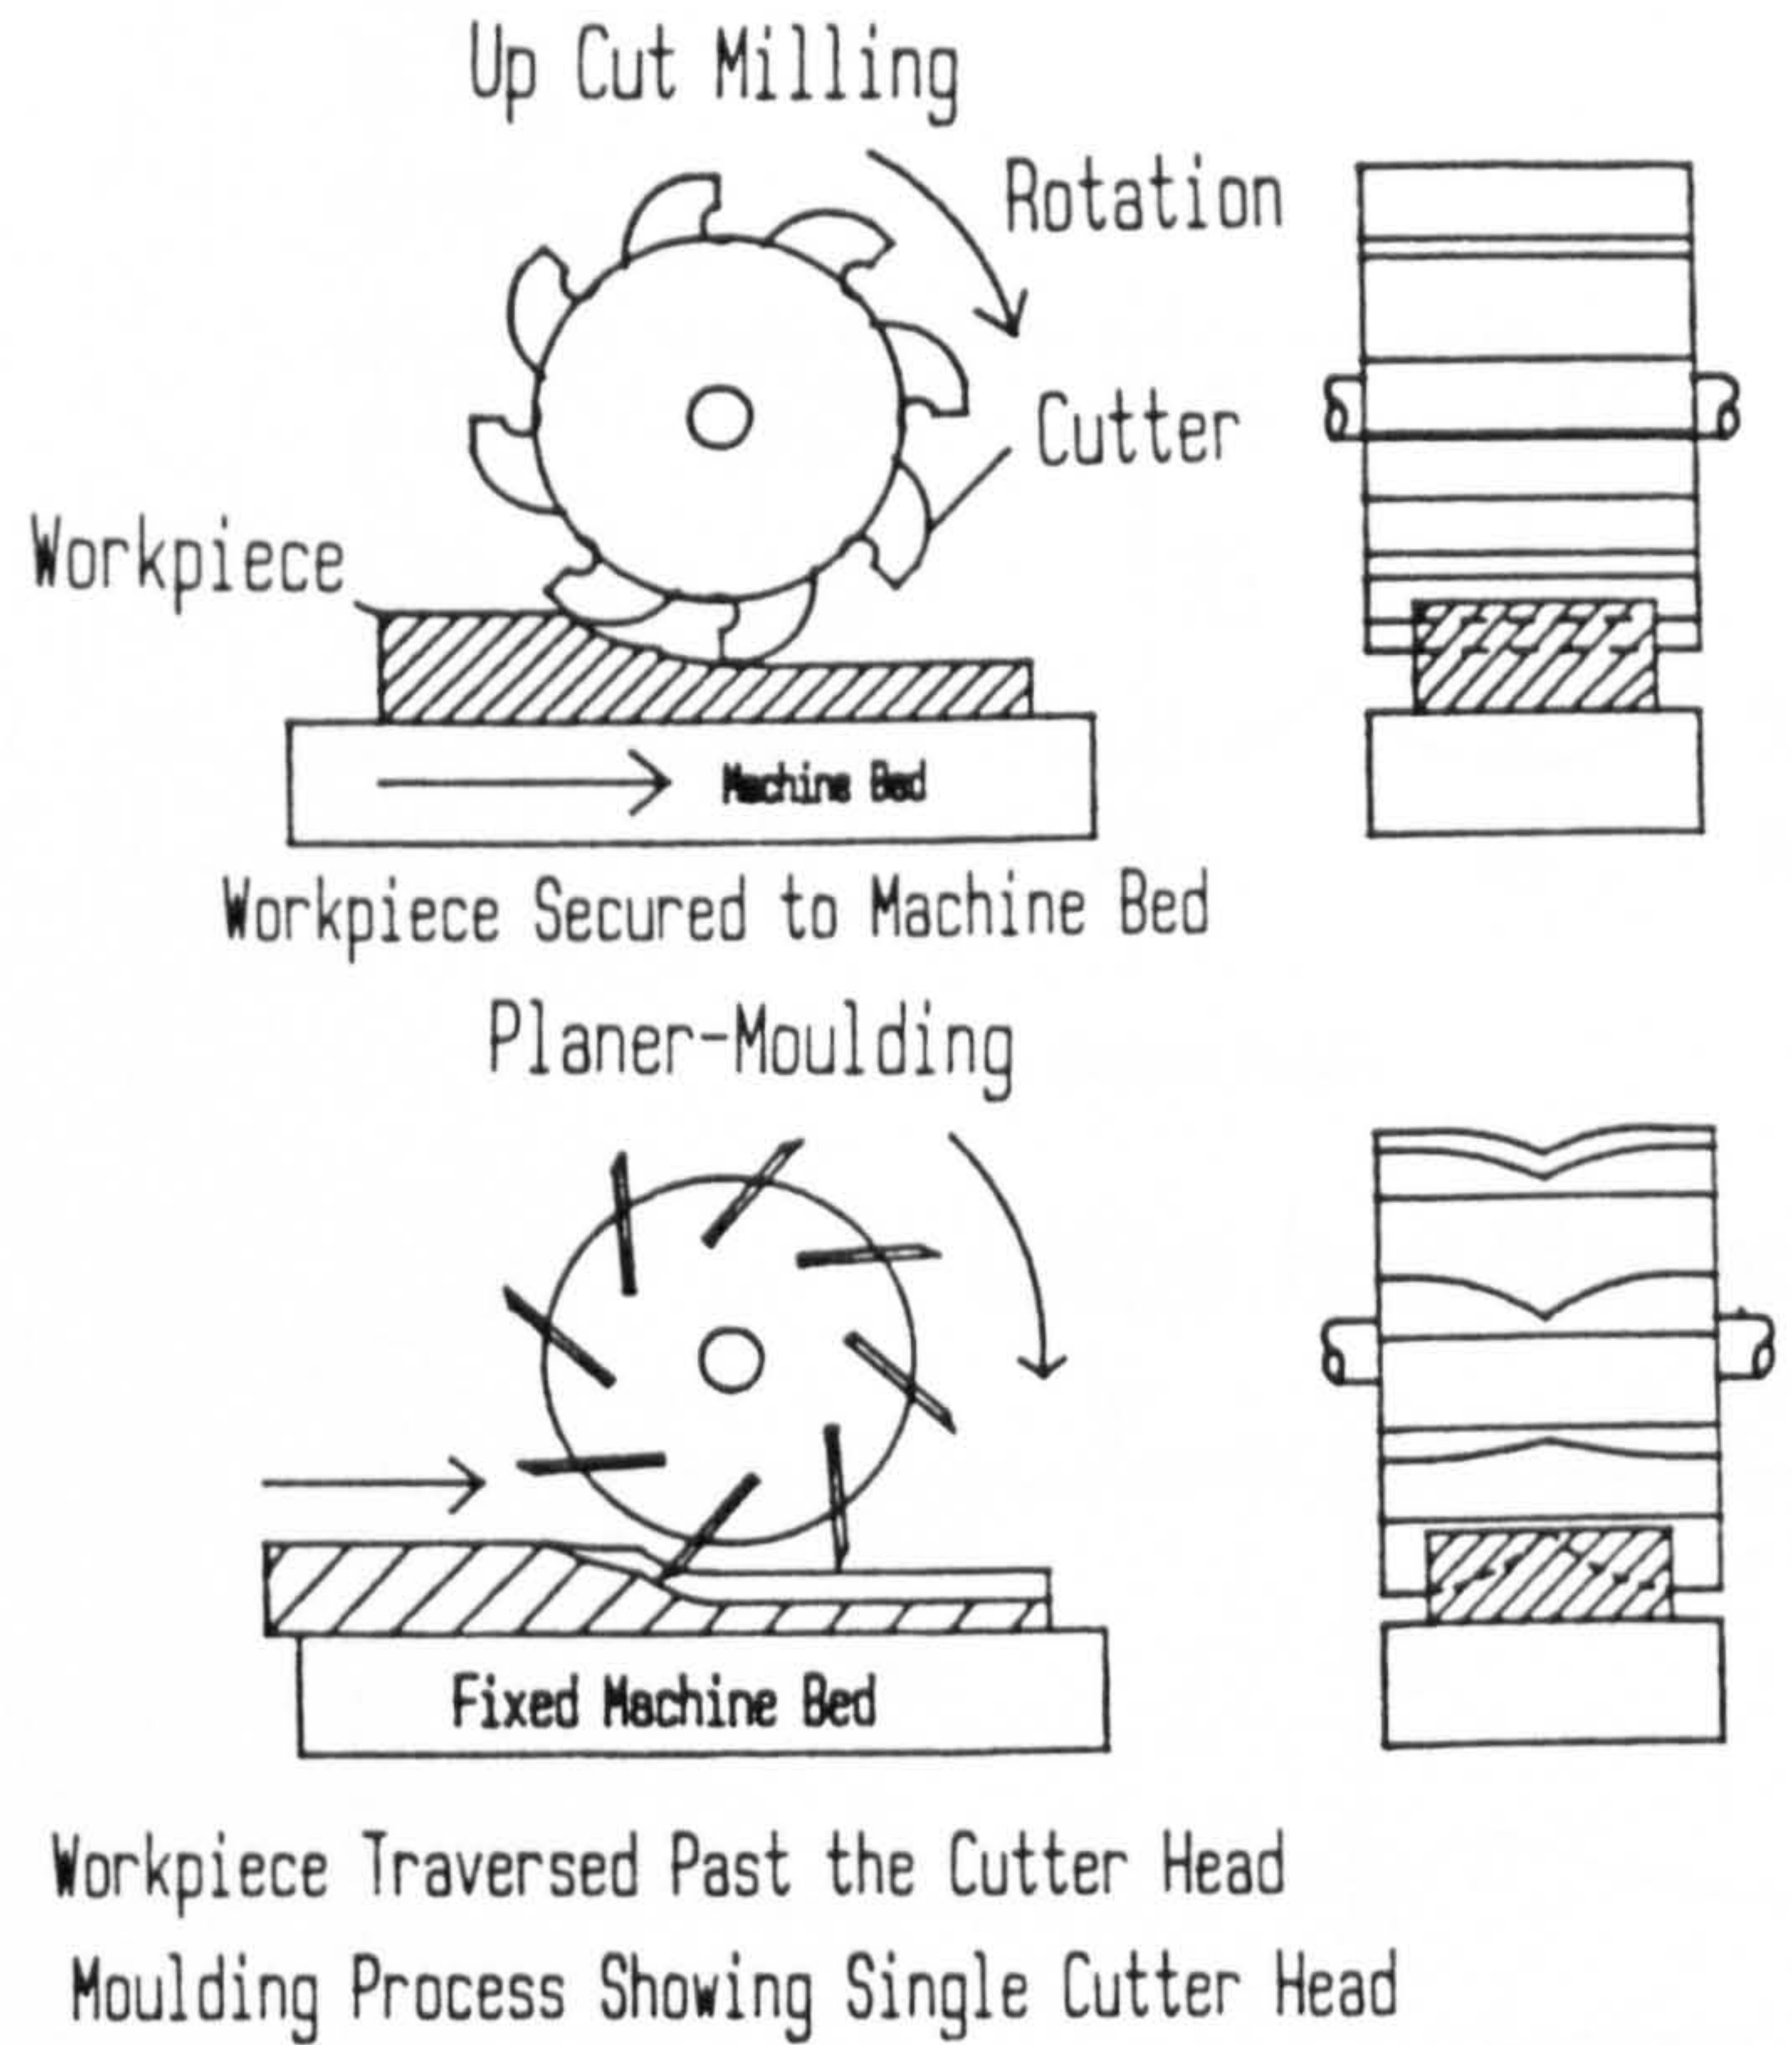 Up Cut Milling
Rotation
Cutter
Workpiece
Machine Bed
Workpiece Secured to Machine Bed
Planer-Moulding
Fixed Machine Bed
Workpiece Traversed Past the Cutter Head
Moulding Process Showing Single Cutter Head